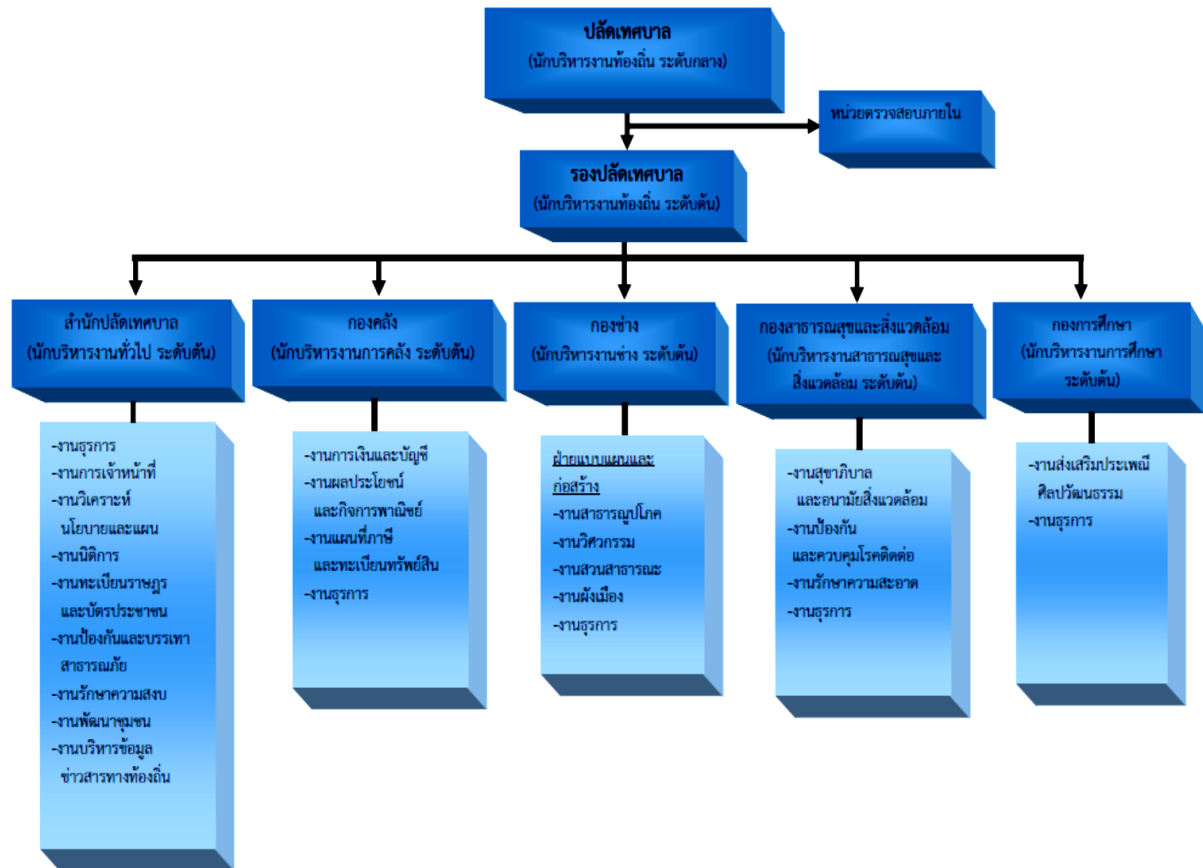 ปลัดเทศบาล
(นักบริหารงานท้องถิ่น ระดับกลาง)
หน่วยตรวจสอบภายใน
รองปลัดเทศบาล
(นักบริหารงานท้องถิ่น ระดับต้น)
สำนักปลัดเทศบาล
(นักบริหารงานทั่วไป ระดับต้น)
-งานธุรการ
-งานการเจ้าหน้าที่
-งานวิเคราะห์
นโยบายและแผน
-งานนิติการ
-งานทะเบียนราษฎร
และบัตรประชาชน
-งานป้องกันและบรรเทา
สาธารณภัย
-งานรักษาความสงบ
-งานพัฒนาชุมชน
-งานบริหารข้อมูล
ข่าวสารทางท้องถิ่น
กองคลัง
(นักบริหารงานการคลัง ระดับต้น)
-งานการเงินและบัญชี
-งานผลประโยชน์
และกิจการพาณิชย์
-งานแผนที่ภาษี
และทะเบียนทรัพย์สิน
-งานธุรการ
กองช่าง
(นักบริหารงานช่าง ระดับต้น)
ฝ่ายแบบแผนและ
ก่อสร้าง
-งานสาธารณูปโภค
-งานวิศวกรรม
-งานสวนสาธารณะ
-งานผังเมือง
-งานธุรการ
กองสาธารณสุขและสิ่งแวดล้อม
(นักบริหารงานสาธารณสุขและ
สิ่งแวดล้อม ระดับต้น)
-งานสุขาภิบาล
และอนามัยสิ่งแวดล้อม
-งานป้องกัน
และควบคุมโรคติดต่อ
-งานรักษาความสะอาด
-งานธุรการ
กองการศึกษา
(นักบริหารงานการศึกษา
ระดับต้น)
-งานส่งเสริมประเพณี
ศิลปวัฒนธรรม
-งานธุรการ